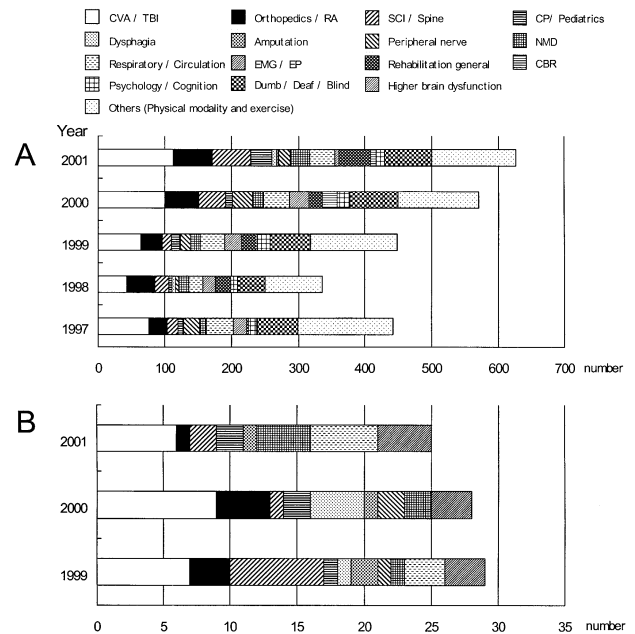 CVA / TBI Orthopedics / RA SCI / Spine CP/ Pediatrics
Dysphagia Amputation Peripheral nerve NMD
Respiratory / Circulation EMG / EP Rehabilitation general CBR
Psychology / Cognition Dumb / Deaf / Blind Higher brain dysfunction
Others (Physical modality and exercise)
Year
A
2001
2000
1999
1998
1997
0 100 200 300 400 500 600 700 number
B
2001
2000
1999
0 5 10 15 20 25 30 35 number